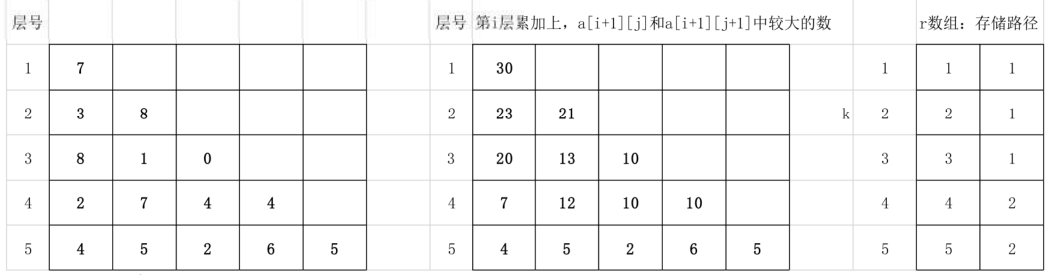 层号 层号 第i层累加上，a[i+1][j]和a[i+1][j+1]中较大的数 r数组：存储路径
1 7 1 30 1 1 1
2 3 8 2 23 21 k 2 2 1
3 8 1 0 3 20 13 10 3 3 1
4 2 7 4 4 4 7 12 10 10 4 4 2
5 4 5 2 6 5 5 4 5 2 6 5 5 5 2